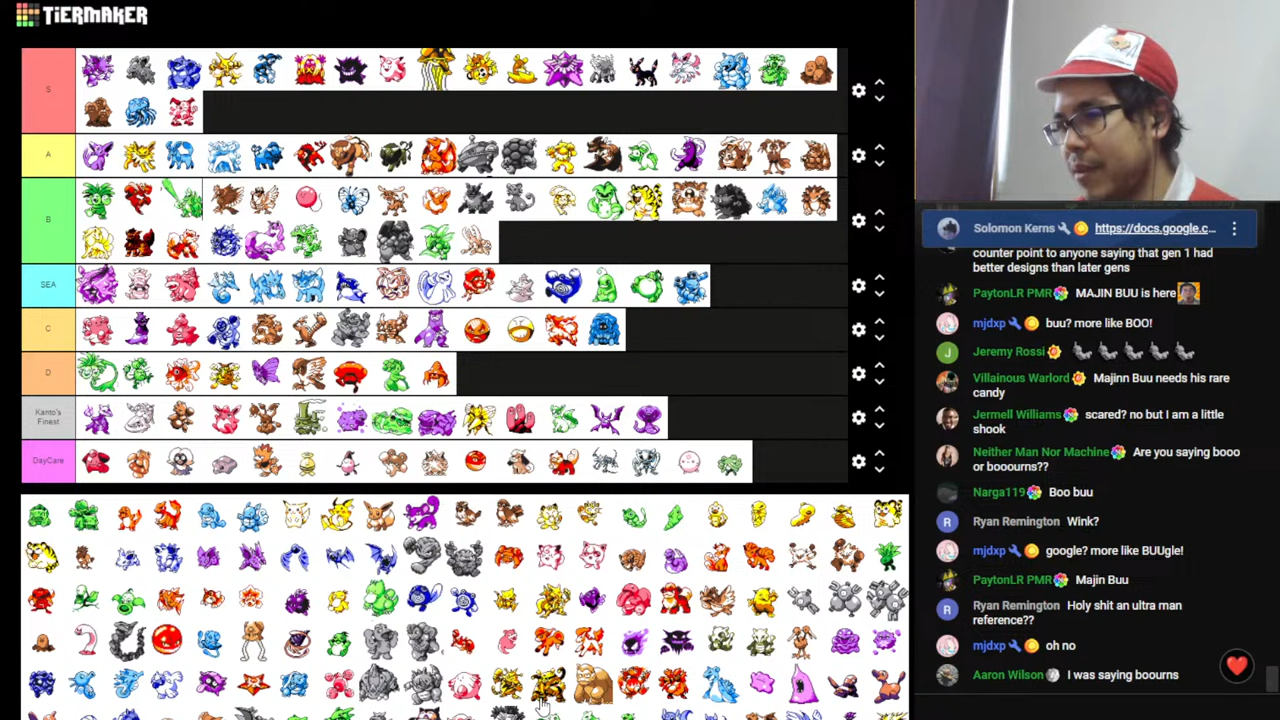 TiERMAKER
S
A
B
SEA
C
D
Kanto's
Finest
DayCare
Solomon Kerns https://docs.google.c...
counter point to anyone saying that gen 1 had
better designs than later gens
PaytonLR PMR MAJIN BUU is here
mjdxp buu? more like BOO!
Jeremy Rossi
Villainous Warlord Majinn Buu needs his rare
candy
Jermell Williams scared? no but I am a little
shook
Neither Man Nor Machine Are you saying booo
or booourns??
Narga119 Boo buu
Ryan Remington Wink?
mjdxp google? more like BUUgle!
PaytonLR PMR Majin Buu
Ryan Remington Holy shit an ultra man
reference??
mjdxp oh no
Aaron Wilson I was saying boourns
J
R
R